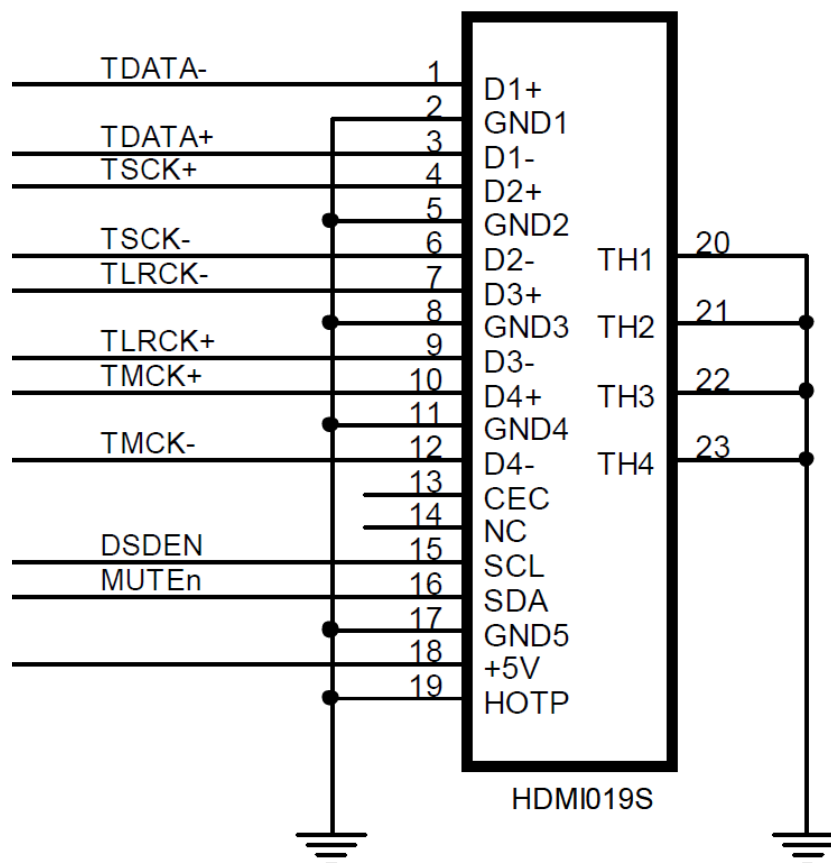 TDATA- 1 D1+
2 GND1
TDATA+ 3 D1-
TSCK+ 4 D2+
5 GND2
TSCK- 6 D2- TH1 20
TLRCK- 7 D3+
8 GND3 TH2 21
TLRCK+ 9 D3-
TMCK+ 10 D4+ TH3 22
11 GND4
TMCK- 12 D4- TH4 23
13 CEC
14 NC
DSDEN 15 SCL
MUTEn 16 SDA
17 GND5
18 +5V
19 HOTP
HDMI019S